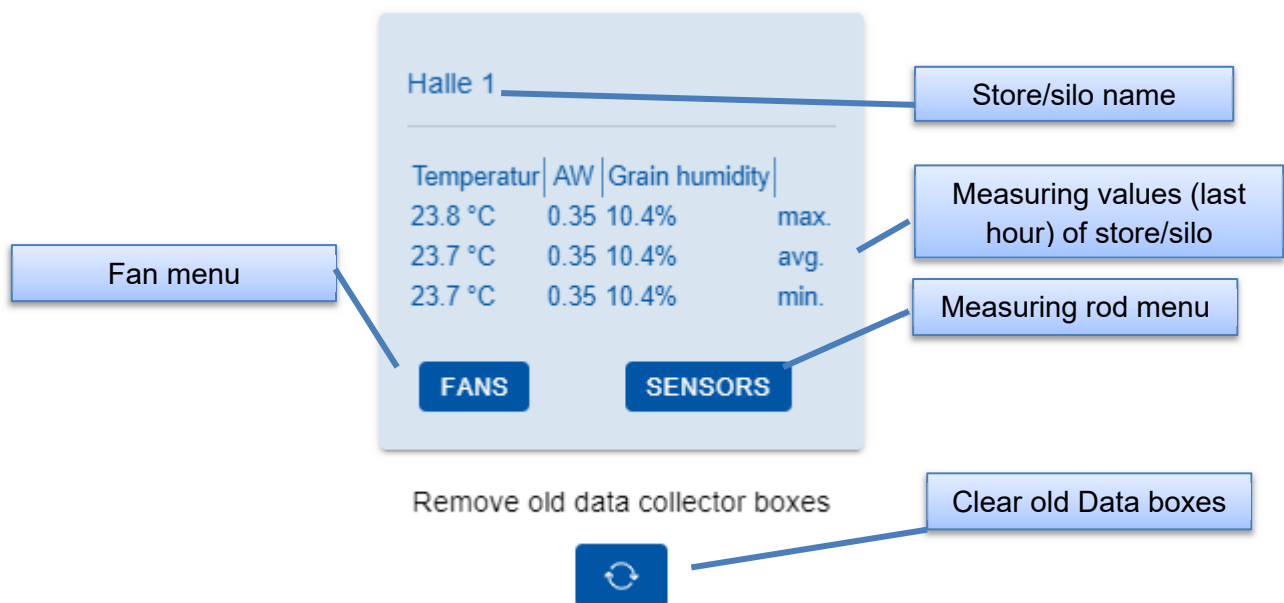 Halle 1
Store/silo name
Temperatur AW Grain humidity
23.8 °C 0.35 10.4% max.
23.7 °C 0.35 10.4% avg.
23.7 °C 0.35 10.4% min.
Measuring values (last
hour) of store/silo
Fan menu
Measuring rod menu
FANS
SENSORS
Remove old data collector boxes
Clear old Data boxes